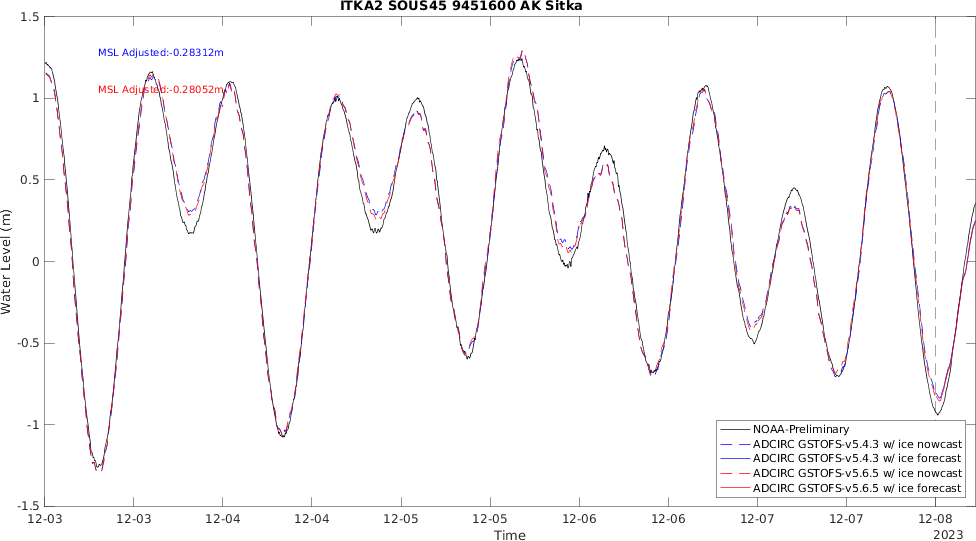 ITKA2 SOUS45 9451600 AK Sitka
1.5
1
0.5
0
-0.5
-1
-1.5
Water Level (m)
MSL Adjusted:-0.28312m
MSL Adjusted:-0.28052m
NOAA-Preliminary
ADCIRC GSTOFS-v5.4.3 w/ ice nowcast
ADCIRC GSTOFS-v5.4.3 w/ ice forecast
ADCIRC GSTOFS-v5.6.5 w/ ice nowcast
ADCIRC GSTOFS-v5.6.5 w/ ice forecast
12-03 12-03 12-04 12-04 12-05 12-05 12-06 12-06 12-07 12-07 12-08
2023
Time